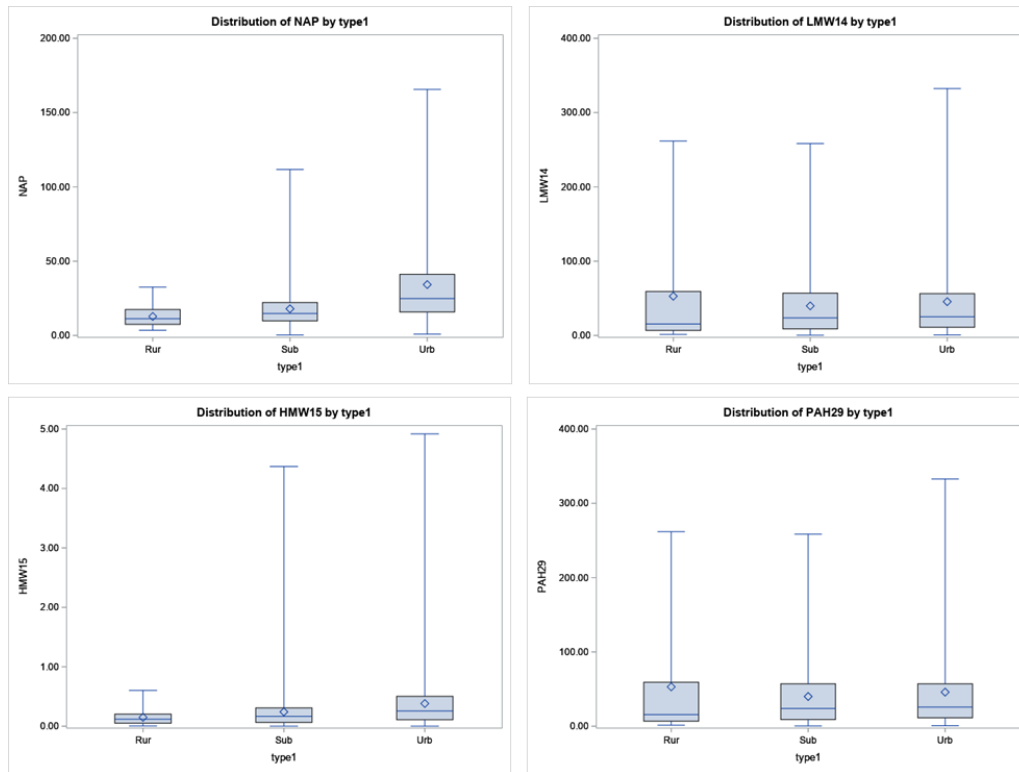 Distribution of NAP by type1
200.00
150.00
100.00
50.00
0.00
NAP
Rur Sub Urb
type1
Distribution of LMW14 by type1
400.00
300.00
200.00
100.00
0.00
LMW14
Rur Sub Urb
type1
Distribution of HMW15 by type1
5.00
4.00
3.00
2.00
1.00
0.00
HMW15
Rur Sub Urb
type1
Distribution of PAH29 by type1
400.00
300.00
200.00
100.00
0.00
PAH29
Rur Sub Urb
type1